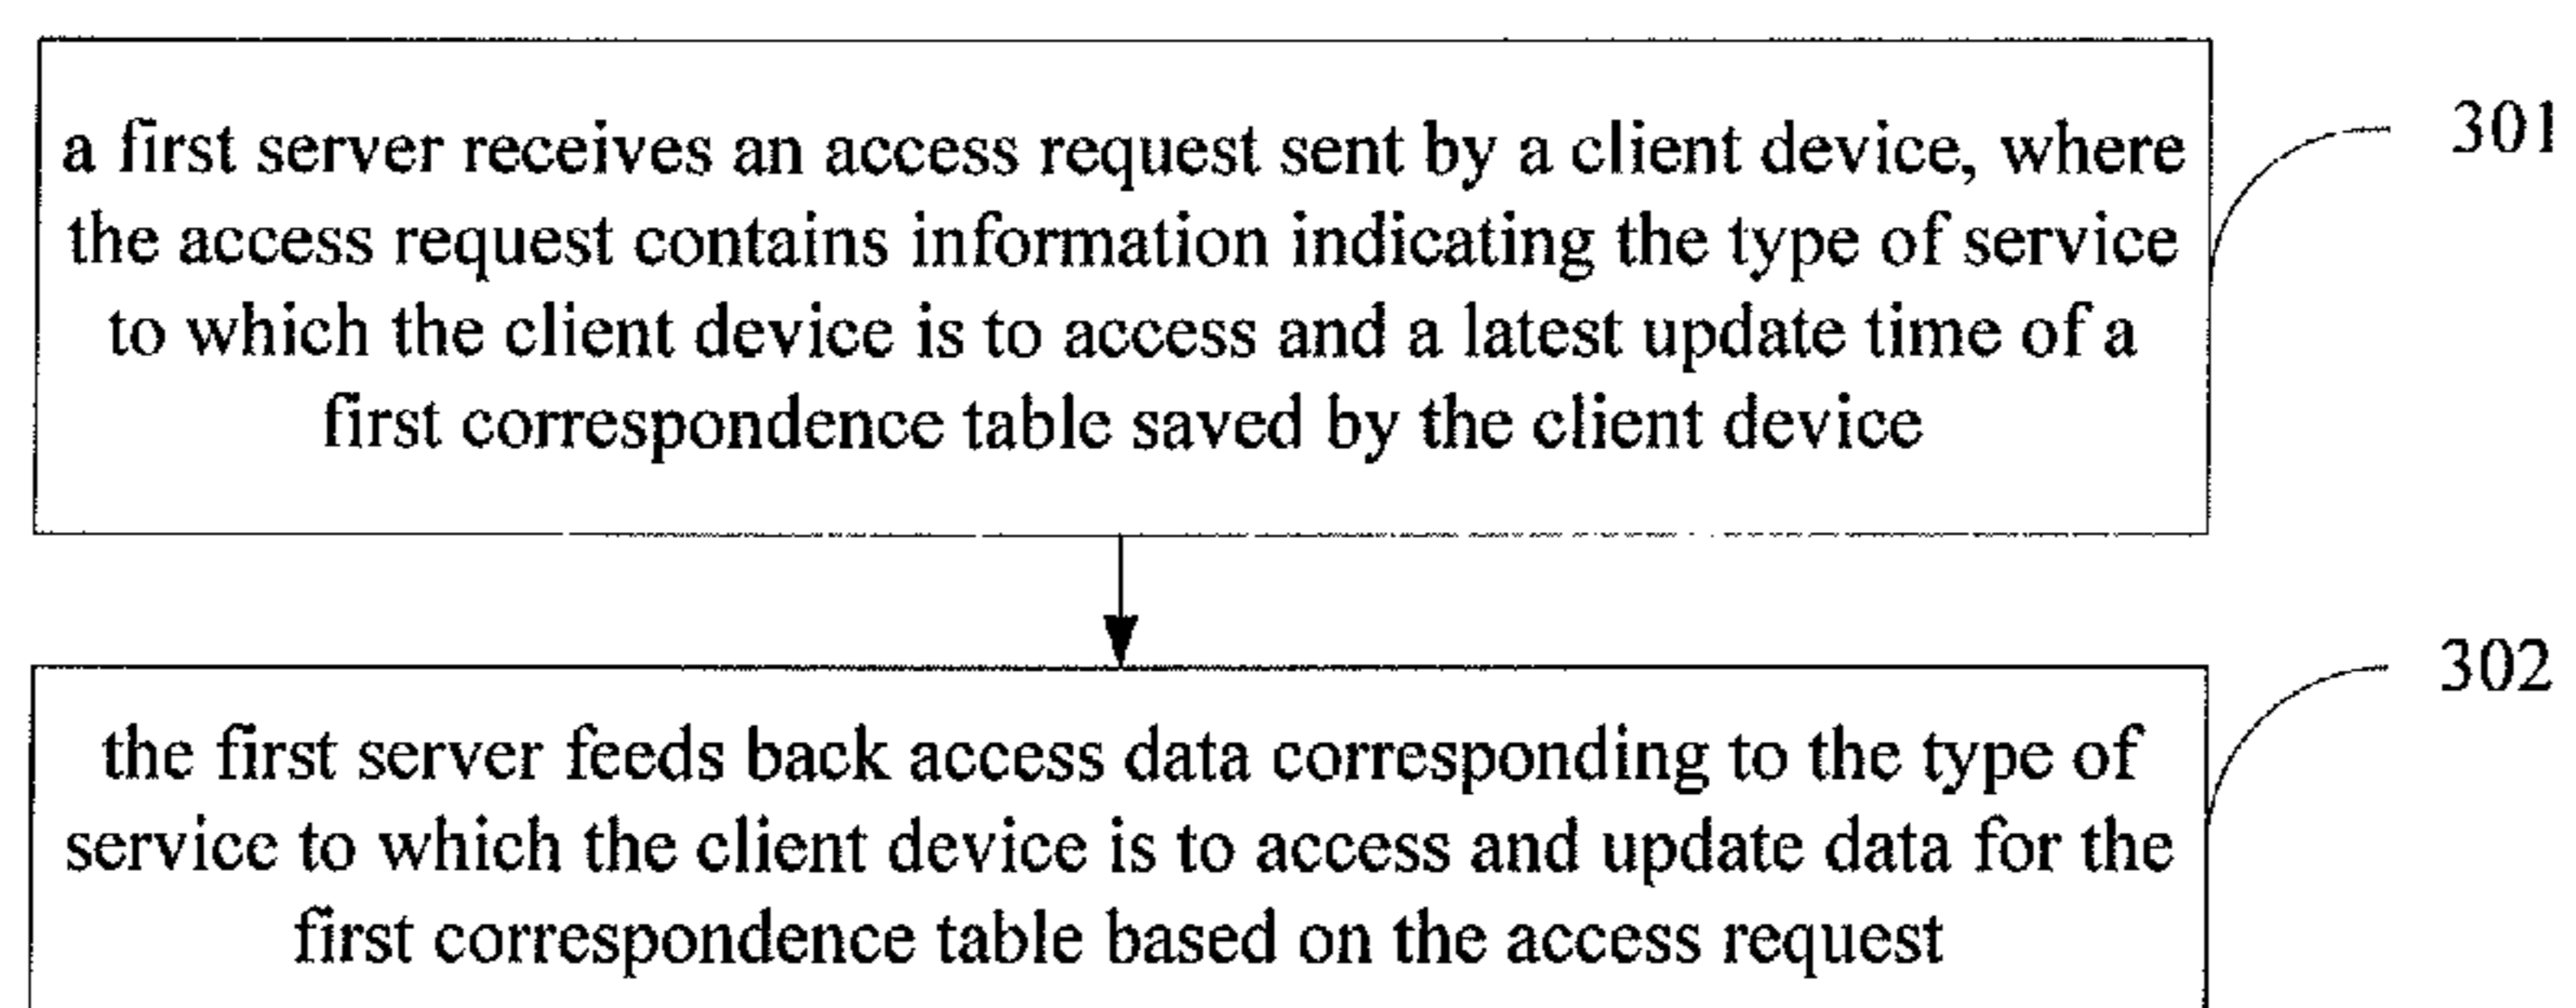 a first server receives an access request sent by a client device, where
the access request contains information indicating the type of service
to which the client device is to access and a latest update time of a
first correspondence table saved by the client device
301
302
the first server feeds back access data corresponding to the type of
service to which the client device is to access and update data for the
first correspondence table based on the access request